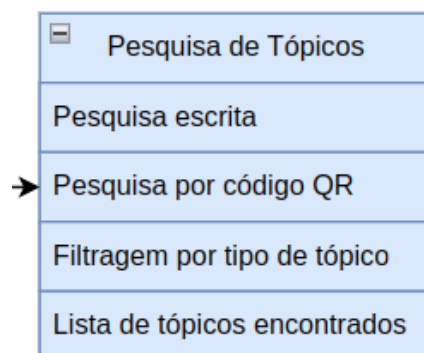 Pesquisa de Tópicos
Pesquisa escrita
Pesquisa por código QR
Filtragem por tipo de tópico
Lista de tópicos encontrados